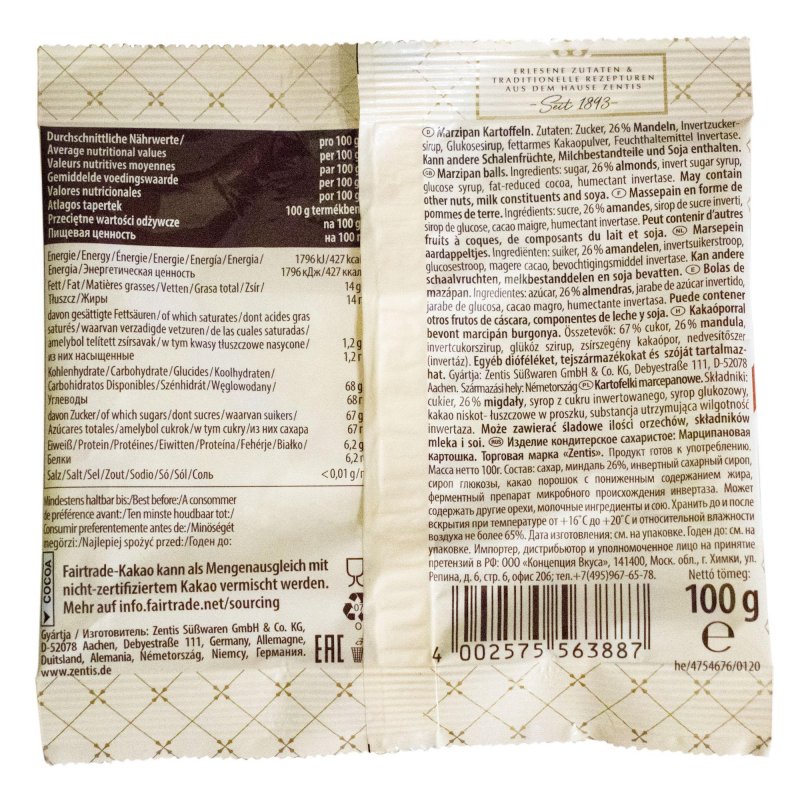 ERLESENE ZUTATEN &
TRADITIONELLE REZEPTUREN
AUS DEM HAUSE ZENTIS
Seit 1893
Durchschnittliche Nährwerte/ pro 100 g
Average nutritional values per 100
Valeurs nutritives moyennes par 100
Gemiddelde voedingswaarde per 100
Valores nutricionales por 100
Átlagos tapertek 100 g termékben
Przeciętne wartości odżywcze na 100
Пищевая ценность на 100
Energie/Energy/Énergie/Energie/Energía/Energia/ 1796 kJ/427 kcal
Energia/Энергетическая ценность 1796 кДж/427 ккал
Fett/Fat/Matières grasses/Vetten/Grasa total/Zsír/ 14 g
Tłuszcz/Жиры 14 г
davon gesättigte Fettsäuren/of which saturates/dont acides gras
saturés/waarvan verzadigde vetzuren/de las cuales saturadas/
amelyből telített zsírsavak/w tym kwasy tłuszczowe nasycone/ 1,2 g
из них насыщенные 1,2 г
Kohlenhydrate/Carbohydrate/Glucides/Koolhydraten/
Carbohidratos Disponibles/Szénhidrát/Węglowodany/ 68 g
Углеводы 68 г
davon Zucker/of which sugars/dont sucres/waarvan suikers/ 67 g
Azúcares totales/amelyből cukrok/w tym cukry/из них сахара 67 г
Eiweiß/Protein/Protéines/Eiwitten/Proteína/Fehérje/Białko/ 6,2 g
Белки 6,2 г
Salz/Salt/Sel/Zout/Sodio/Só/Sól/Соль <0,01 g/г
Mindestens haltbar bis:/Best before:/A consommer
de préférence avant:/Ten minste houdbaar tot:/
Consumir preferentemente antes de:/Minőségét
megőrzi:/Najlepiej spożyć przed:/Годен до:
COCOA
Fairtrade-Kakao kann als Mengenausgleich mit
nicht-zertifiziertem Kakao vermischt werden.
Mehr auf info.fairtrade.net/sourcing
07
Gyártja / Изготовитель: Zentis Süßwaren GmbH & Co. KG,
D-52078 Aachen, Debyestraße 111, Germany, Allemagne,
Duitsland, Alemania, Németország, Niemcy, Германия.
www.zentis.de
EAC
D Marzipan Kartoffeln. Zutaten: Zucker, 26 % Mandeln, Invertzucker-
sirup, Glukosesirup, fettarmes Kakaopulver, Feuchthaltemittel Invertase.
Kann andere Schalenfrüchte, Milchbestandteile und Soja enthalten.
GB Marzipan balls. Ingredients: sugar, 26 % almonds, invert sugar syrup,
glucose syrup, fat-reduced cocoa, humectant invertase. May contain
other nuts, milk constituents and soya. F Massepain en forme de
pommes de terre. Ingrédients: sucre, 26 % amandes, sirop de sucre inverti,
sirop de glucose, cacao maigre, humectant invertase. Peut contenir d'autres
fruits à coques, de composants du lait et soja. NL Marsepein
aardappeltjes. Ingrediënten: suiker, 26 % amandelen, invertsuikerstroop,
glucosestroop, magere cacao, bevochtigingsmiddel invertase. Kan andere
schaalvruchten, melkbestanddelen en soja bevatten. E Bolas de
mazápan. Ingredientes: azúcar, 26 % almendras, jarabe de azúcar invertido,
jarabe de glucosa, cacao magro, humectante invertasa. Puede contener
otros frutos de cáscara, componentes de leche y soja. H Kakaóporral
bevont marcipán burgonya. Összetevők: 67 % cukor, 26 % mandula,
invertcukorszirup, glükóz szirup, zsírszegény kakaópor, nedvesítőszer
(invertáz). Egyéb dióféléket, tejszármazékokat és szóját tartalmaz-
hat. Gyártja: Zentis Süßwaren GmbH & Co. KG, Debyestraße 111, D-52078
Aachen. Származási hely: Németország PL Kartofelki marcepanowe. Składniki:
cukier, 26 % migdały, syrop z cukru inwertowanego, syrop glukozowy,
kakao niskot- łuszczowe w proszku, substancja utrzymująca wilgotność
inwertaza. Może zawierać śladowe ilości orzechów, składników
mleka i soi. RUS Изделие кондитерское сахаристое: Марципановая
картошка. Торговая марка «Zentis». Продукт готов к употреблению.
Масса нетто 100г. Состав: сахар, миндаль 26%, инвертный сахарный сироп,
сироп глюкозы, какао порошок с пониженным содержанием жира,
ферментный препарат микробного происхождения инвертаза. Может
содержать другие орехи, молочные ингредиенты и сою. Хранить до и после
вскрытия при температуре от +16˚С до +20˚С и относительной влажности
воздуха не более 65%. Дата изготовления: см. на упаковке. Годен до: см. на
упаковке. Импортер, дистрибьютор и уполномоченное лицо на принятие
претензий в РФ: ООО «Концепция Вкуса», 141400, Моск. обл., г. Химки, ул.
Репина, д. 6, стр. 6, офис 206; тел.+7(495)967-65-78. Nettó tömeg:
100 g
e
4 002575 563887
he/4754676/0120